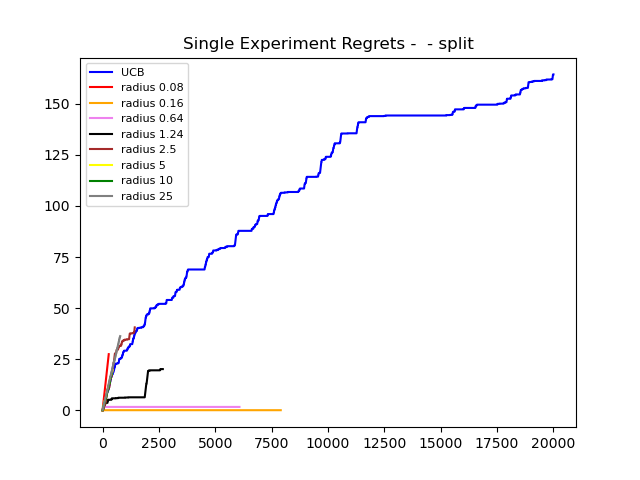 Single Experiment Regrets -  - split
UCB
radius 0.08
radius 0.16
radius 0.64
radius 1.24
radius 2.5
radius 5
radius 10
radius 25
150
125
100
75
50
25
0
0 2500 5000 7500 10000 12500 15000 17500 20000